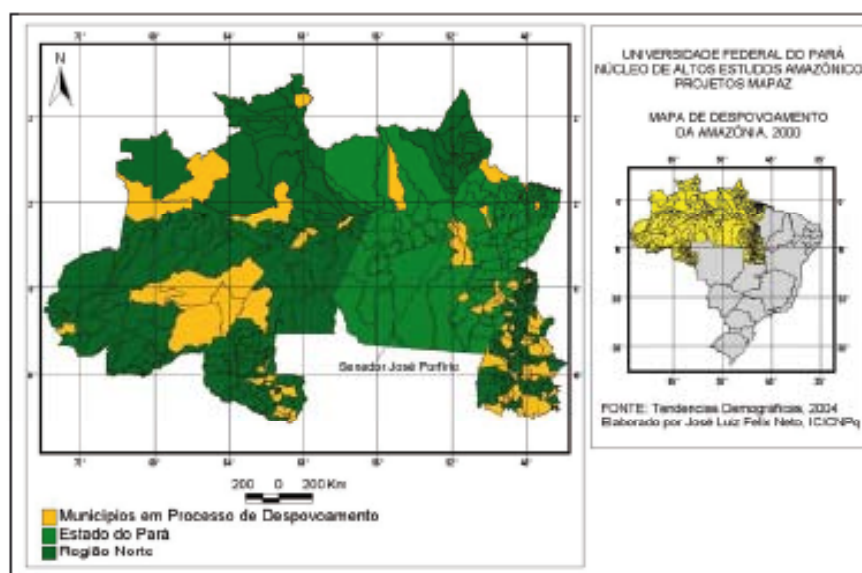 N
Senador José Porfírio
200 0 200 Km
Municípios em Processo de Despovoamento
Estado do Pará
Região Norte
UNIVERSIDADE FEDERAL DO PARÁ
NÚCLEO DE ALTOS ESTUDOS AMAZÔNICO
PROJETOS MAPAZ
MAPA DE DESPOVOAMENTO
DA AMAZÔNIA, 2000
FONTE: Tendencias Demográficas, 2004
Elaborado por José Luiz Felix Neto, IC/CNPq